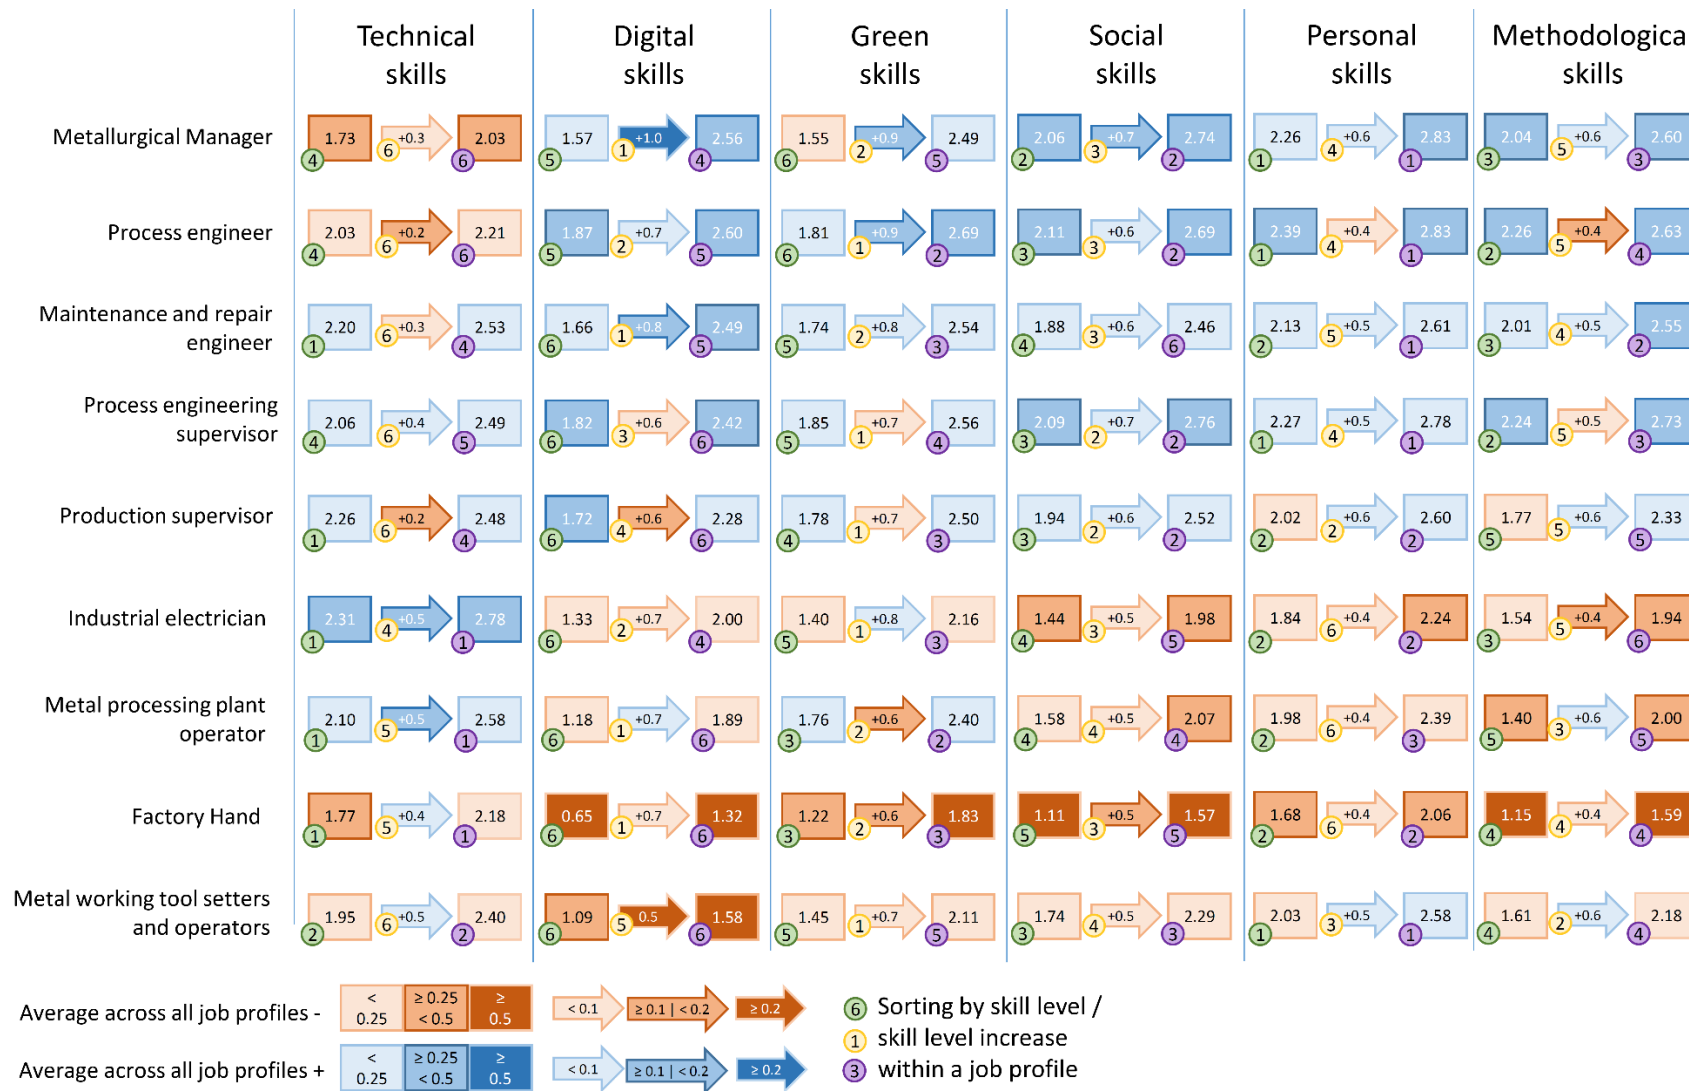 Technical skills
Digital skills
Green skills
Social skills
Personal skills
Methodologica skills
Metallurgical Manager
1.73 +0.3 2.03
4 6 6
1.57 +1.0 2.56
5 1 4
1.55 +0.9 2.49
6 2 5
2.06 +0.7 2.74
2 3 2
2.26 +0.6 2.83
1 4 1
2.04 +0.6 2.60
3 5 3
Process engineer
2.03 +0.2 2.21
4 6 6
1.87 +0.7 2.60
5 2 5
1.81 +0.9 2.69
6 1 2
2.11 +0.6 2.69
3 3 2
2.39 +0.4 2.83
1 4 1
2.26 +0.4 2.63
2 5 4
Maintenance and repair
engineer
2.20 +0.3 2.53
1 6 4
1.66 +0.8 2.49
6 1 5
1.74 +0.8 2.54
5 2 3
1.88 +0.6 2.46
4 3 6
2.13 +0.5 2.61
2 5 1
2.01 +0.5 2.55
3 4 2
Process engineering
supervisor
2.06 +0.4 2.49
4 6 5
1.82 +0.6 2.42
6 3 6
1.85 +0.7 2.56
5 1 4
2.09 +0.7 2.76
3 2 2
2.27 +0.5 2.78
1 4 1
2.24 +0.5 2.73
2 5 3
Production supervisor
2.26 +0.2 2.48
1 6 4
1.72 +0.6 2.28
6 4 6
1.78 +0.7 2.50
4 1 3
1.94 +0.6 2.52
3 2 2
2.02 +0.6 2.60
2 2 2
1.77 +0.6 2.33
5 5 5
Industrial electrician
2.31 +0.5 2.78
1 4 1
1.33 +0.7 2.00
6 2 4
1.40 +0.8 2.16
5 1 3
1.44 +0.5 1.98
4 3 5
1.84 +0.4 2.24
2 6 2
1.54 +0.4 1.94
3 5 6
Metal processing plant
operator
2.10 +0.5 2.58
1 5 1
1.18 +0.7 1.89
6 1 6
1.76 +0.6 2.40
3 2 2
1.58 +0.5 2.07
4 4 4
1.98 +0.4 2.39
2 6 3
1.40 +0.6 2.00
5 3 5
Factory Hand
1.77 +0.4 2.18
1 5 1
0.65 +0.7 1.32
6 1 6
1.22 +0.6 1.83
3 2 3
1.11 +0.5 1.57
5 3 5
1.68 +0.4 2.06
2 6 2
1.15 +0.4 1.59
4 4 4
Metal working tool setters
and operators
1.95 +0.5 2.40
2 6 2
1.09 0.5 1.58
6 5 6
1.45 +0.7 2.11
5 1 5
1.74 +0.5 2.29
3 4 3
2.03 +0.5 2.58
1 3 1
1.61 +0.6 2.18
4 2 4
Average across all job profiles -
< 0.25
≥ 0.25 < 0.5
≥ 0.5
< 0.1
≥ 0.1 | < 0.2
≥ 0.2
Average across all job profiles +
< 0.25
≥ 0.25 < 0.5
≥ 0.5
< 0.1
≥ 0.1 | < 0.2
≥ 0.2
6 Sorting by skill level /
1 skill level increase
3 within a job profile